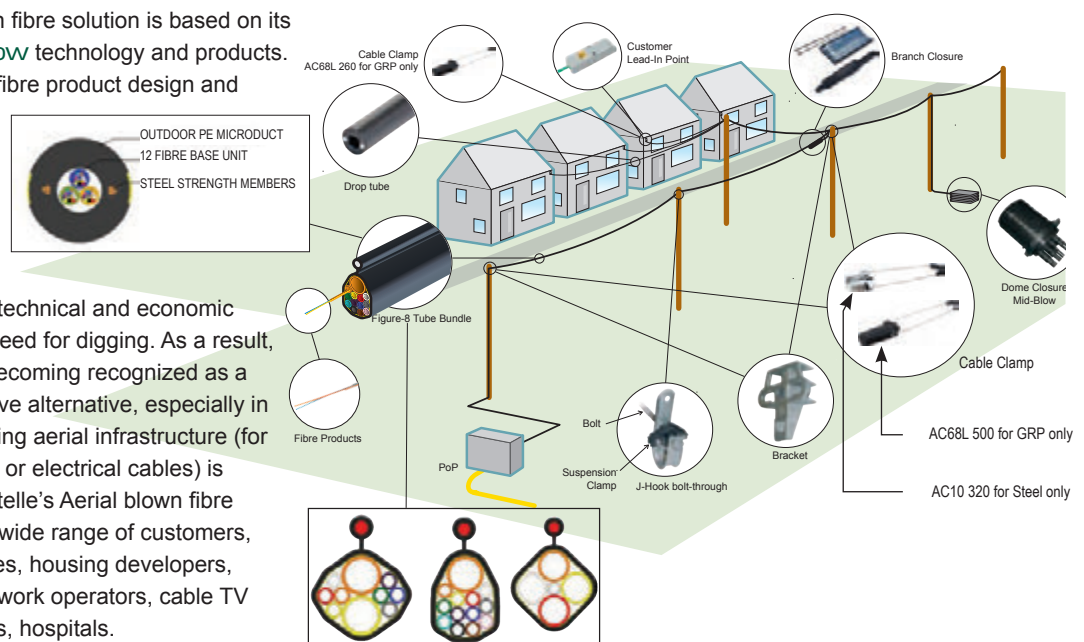 n fibre solution is based on its
ow technology and products.
fibre product design and
OUTDOOR PE MICRODUCT
12 FIBRE BASE UNIT
STEEL STRENGTH MEMBERS
technical and economic
eed for digging. As a result,
ecoming recognized as a
ve alternative, especially in
ing aerial infrastructure (for
or electrical cables) is
telle's Aerial blown fibre
wide range of customers,
es, housing developers,
work operators, cable TV
s, hospitals.
Cable Clamp
AC68L 260 for GRP only
Customer
Lead-In Point
Branch Closure
Drop tube
Figure-8 Tube Bundle
Fibre Products
PoP
Bolt
Suspension
Clamp
J-Hook bolt-through
Bracket
Dome Closure
Mid-Blow
Cable Clamp
AC68L 500 for GRP only
AC10 320 for Steel only